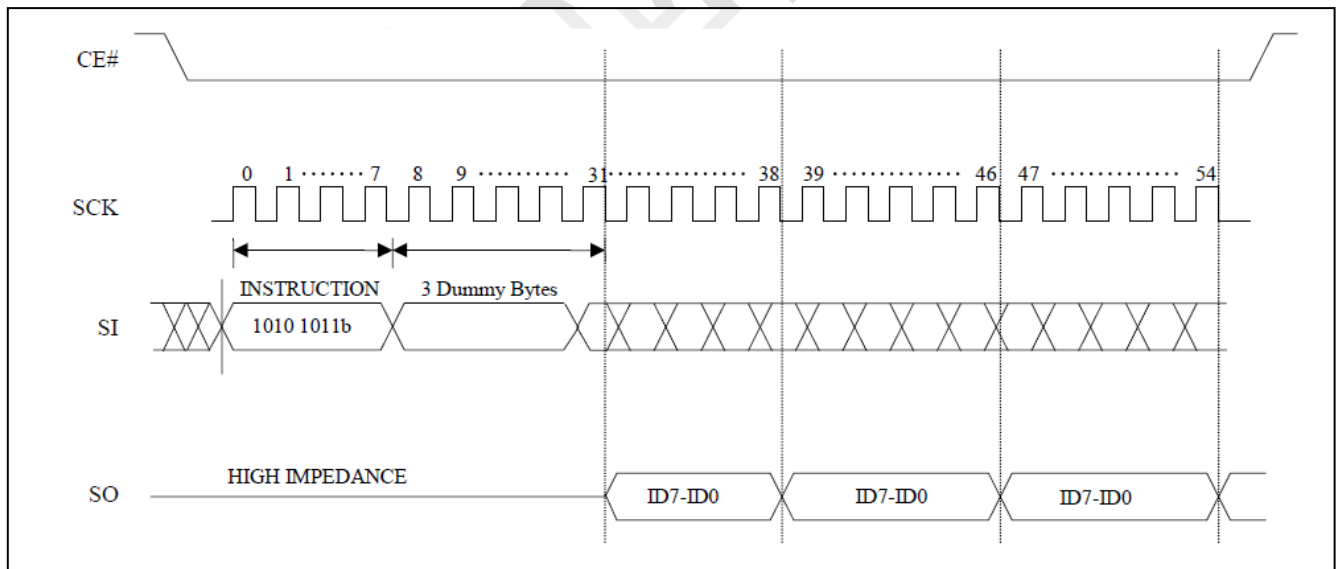 CE#
0 1 ······· 7 8 9 ·········· 31 ················ 38 39 ·············· 46 47 ·············· 54
SCK
INSTRUCTION 3 Dummy Bytes
SI 1010 1011b
HIGH IMPEDANCE
SO ID7-ID0 ID7-ID0 ID7-ID0